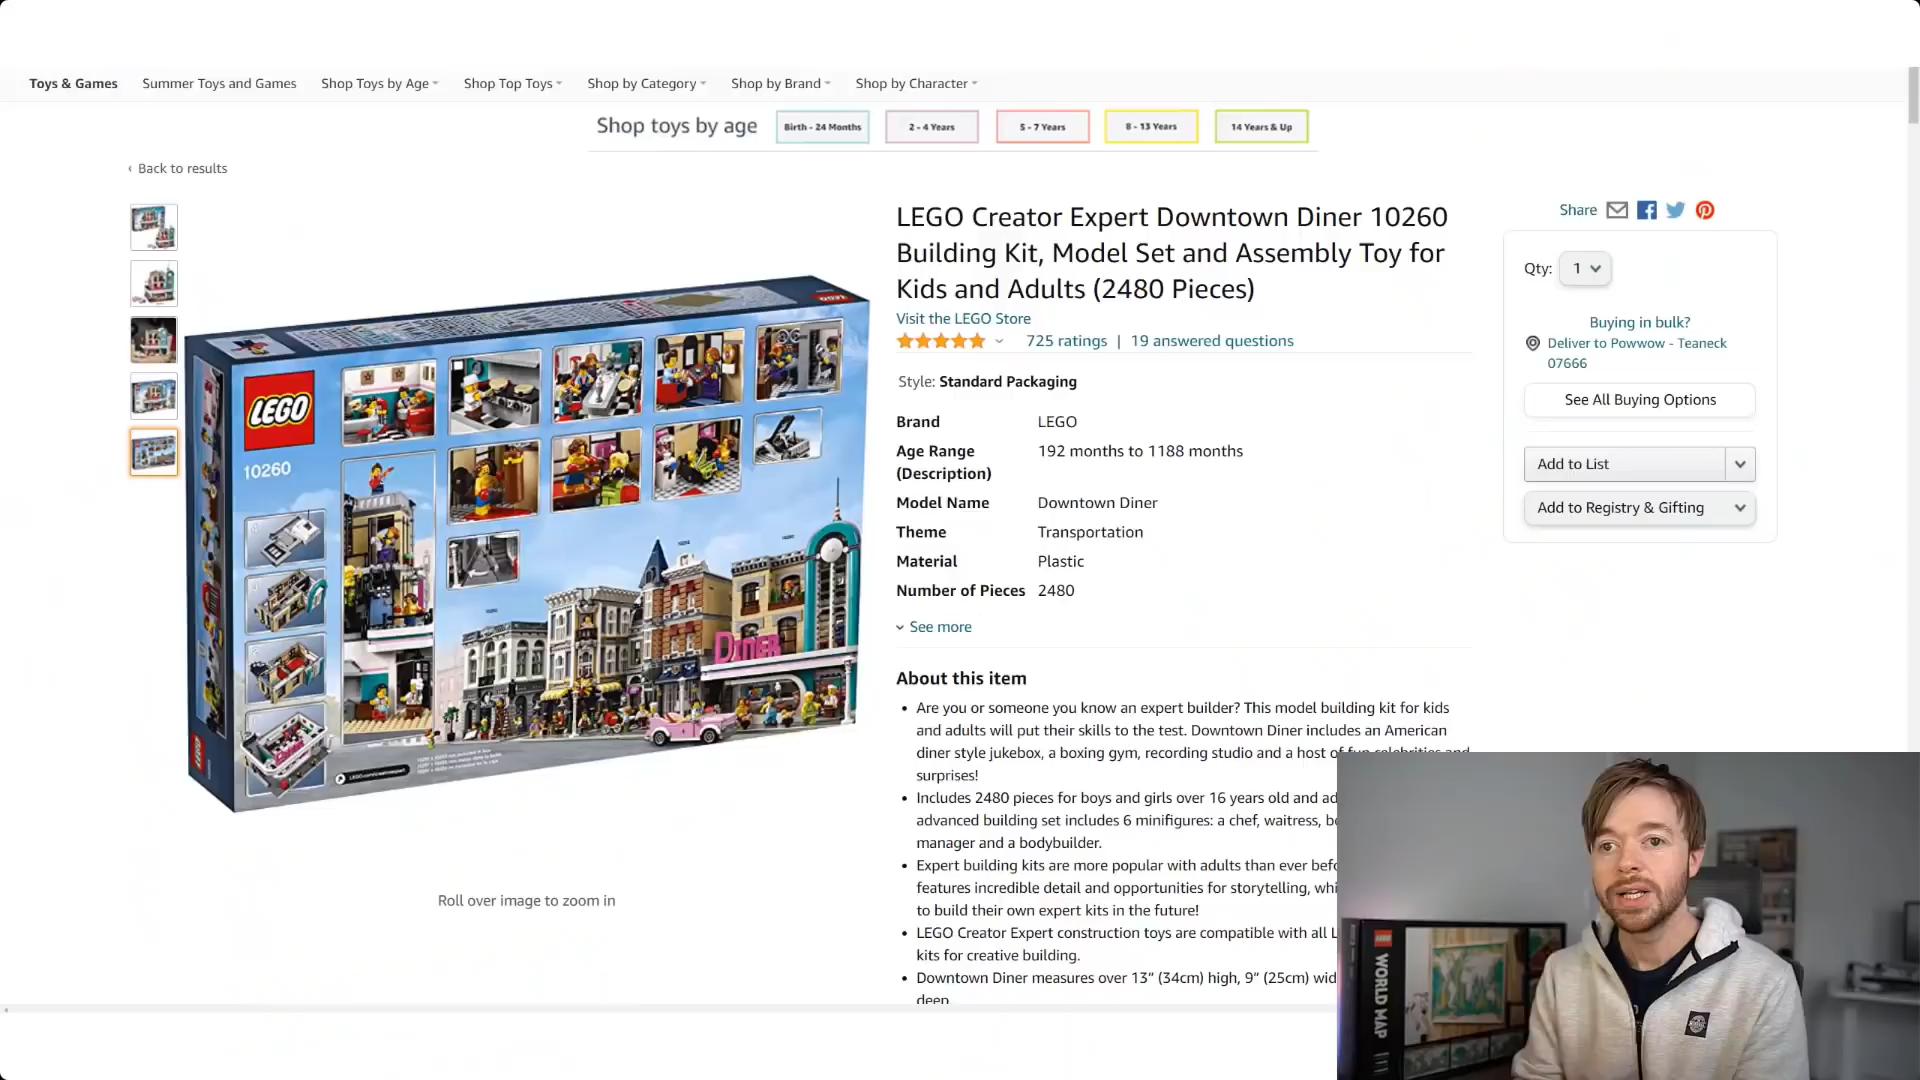 Toys & Games
Summer Toys and Games
Shop Toys by Age
Shop Top Toys
Shop by Category
Shop by Brand
Shop by Character
Shop toys by age
Birth - 24 Months
2 - 4 Years
5 - 7 Years
8 - 13 Years
14 Years & Up
‹ Back to results
LEGO
10260
DINER
LEGO
Roll over image to zoom in
LEGO Creator Expert Downtown Diner 10260
Building Kit, Model Set and Assembly Toy for
Kids and Adults (2480 Pieces)
Visit the LEGO Store
725 ratings | 19 answered questions
Style: Standard Packaging
Brand LEGO
Age Range 192 months to 1188 months
(Description)
Model Name Downtown Diner
Theme Transportation
Material Plastic
Number of Pieces 2480
See more
About this item
• Are you or someone you know an expert builder? This model building kit for kids
and adults will put their skills to the test. Downtown Diner includes an American
diner style jukebox, a boxing gym, recording studio and a host of fun celebrities and
surprises!
• Includes 2480 pieces for boys and girls over 16 years old and
advanced building set includes 6 minifigures: a chef, waitress,
manager and a bodybuilder.
• Expert building kits are more popular with adults than ever
features incredible detail and opportunities for storytelling,
to build their own expert kits in the future!
• LEGO Creator Expert construction toys are compatible with all
kits for creative building.
• Downtown Diner measures over 13” (34cm) high, 9” (25cm)
deep
Share
Qty: 1
Buying in bulk?
Deliver to Powwow - Teaneck
07666
See All Buying Options
Add to List
Add to Registry & Gifting
LEGO
WORLD MAP